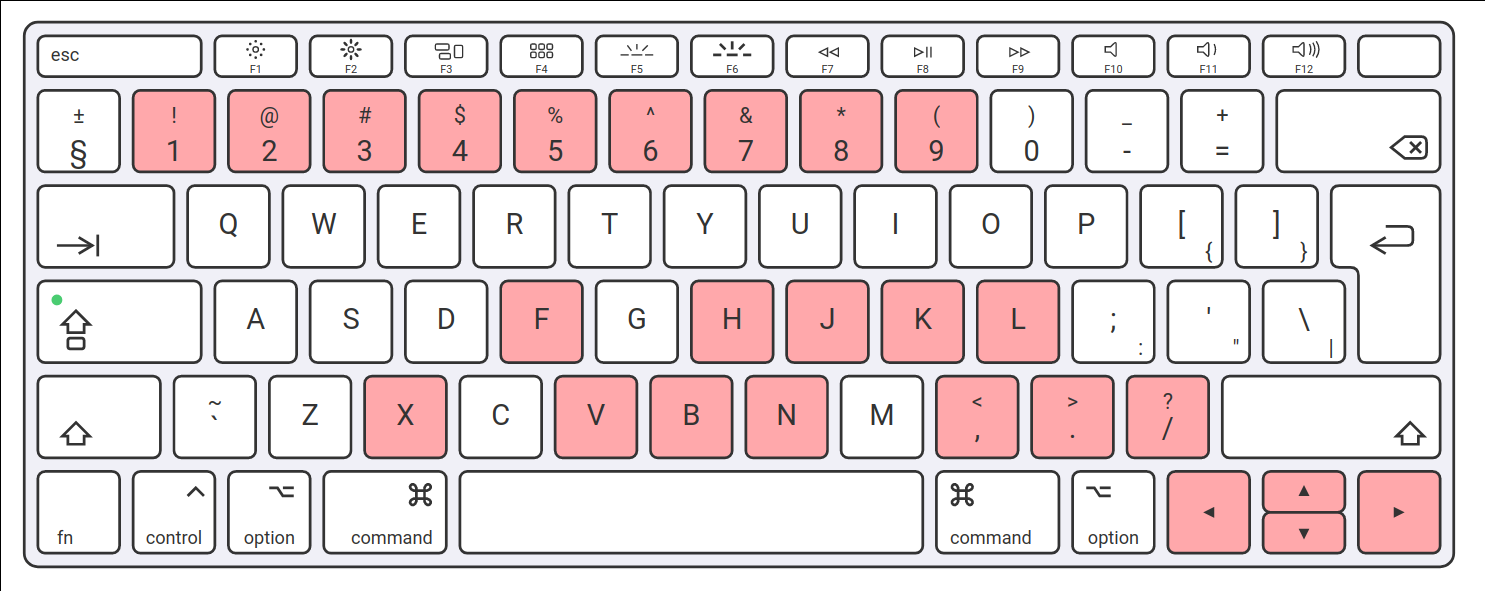 esc F1 F2 F3 F4 F5 F6 F7 F8 F9 F10 F11 F12
± ! @ # $ % ^ & * ( ) _ +
§ 1 2 3 4 5 6 7 8 9 0 - =
Q W E R T Y U I O P [ ]
{ }
A S D F G H J K L ; ' \
: " |
~ Z X C V B N M < > ?
` , . /
fn control option command command option